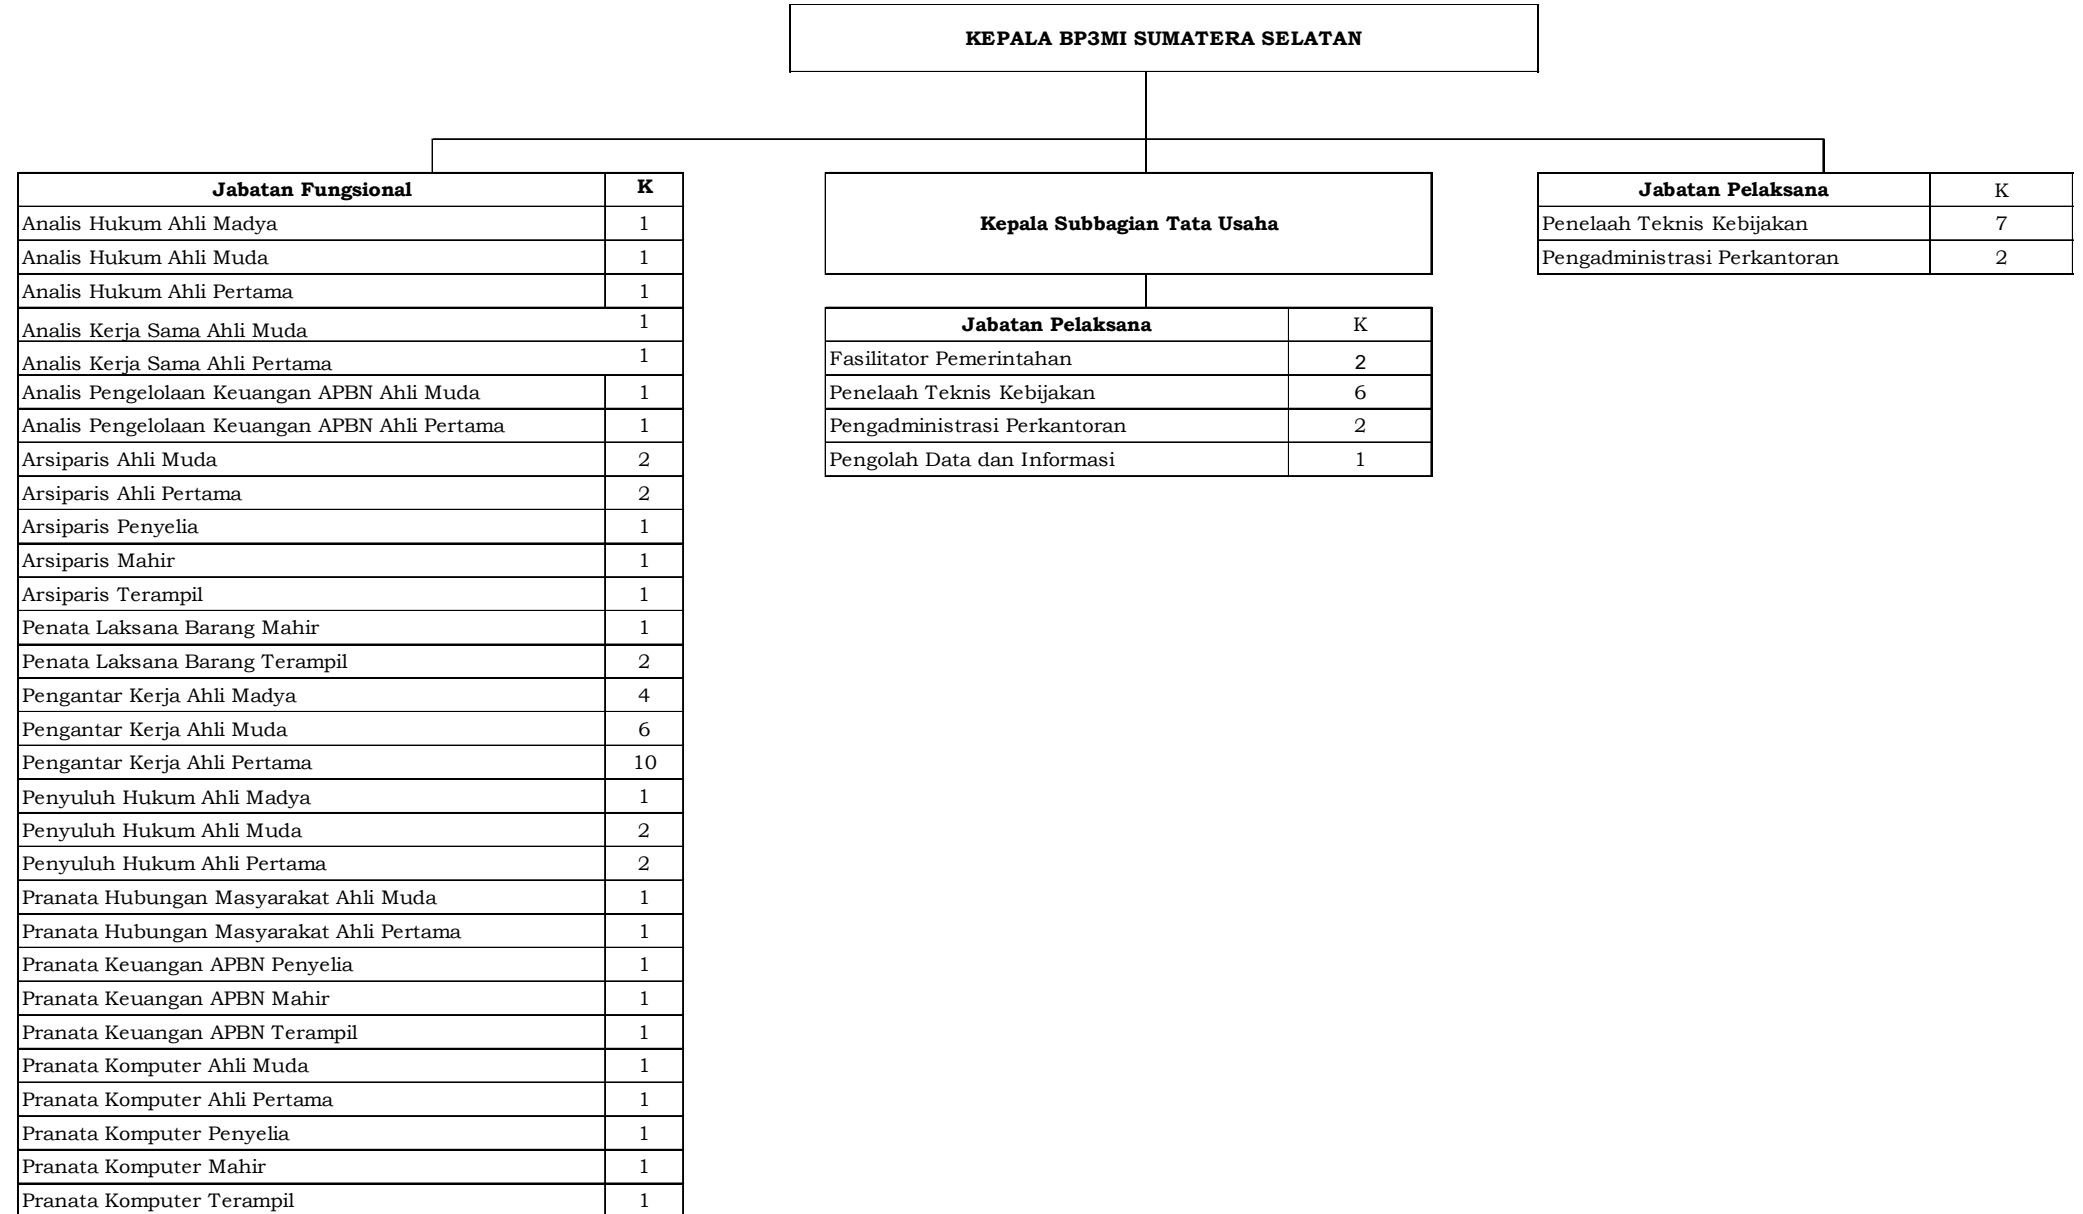 KEPALA BP3MI SUMATERA SELATAN
Jabatan Fungsional K
Analis Hukum Ahli Madya 1
Analis Hukum Ahli Muda 1
Analis Hukum Ahli Pertama 1
Analis Kerja Sama Ahli Muda 1
Analis Kerja Sama Ahli Pertama 1
Analis Pengelolaan Keuangan APBN Ahli Muda 1
Analis Pengelolaan Keuangan APBN Ahli Pertama 1
Arsiparis Ahli Muda 2
Arsiparis Ahli Pertama 2
Arsiparis Penyelia 1
Arsiparis Mahir 1
Arsiparis Terampil 1
Penata Laksana Barang Mahir 1
Penata Laksana Barang Terampil 2
Pengantar Kerja Ahli Madya 4
Pengantar Kerja Ahli Muda 6
Pengantar Kerja Ahli Pertama 10
Penyuluh Hukum Ahli Madya 1
Penyuluh Hukum Ahli Muda 2
Penyuluh Hukum Ahli Pertama 2
Pranata Hubungan Masyarakat Ahli Muda 1
Pranata Hubungan Masyarakat Ahli Pertama 1
Pranata Keuangan APBN Penyelia 1
Pranata Keuangan APBN Mahir 1
Pranata Keuangan APBN Terampil 1
Pranata Komputer Ahli Muda 1
Pranata Komputer Ahli Pertama 1
Pranata Komputer Penyelia 1
Pranata Komputer Mahir 1
Pranata Komputer Terampil 1
Kepala Subbagian Tata Usaha
Jabatan Pelaksana K
Fasilitator Pemerintahan 2
Penelaah Teknis Kebijakan 6
Pengadministrasi Perkantoran 2
Pengolah Data dan Informasi 1
Jabatan Pelaksana K
Penelaah Teknis Kebijakan 7
Pengadministrasi Perkantoran 2